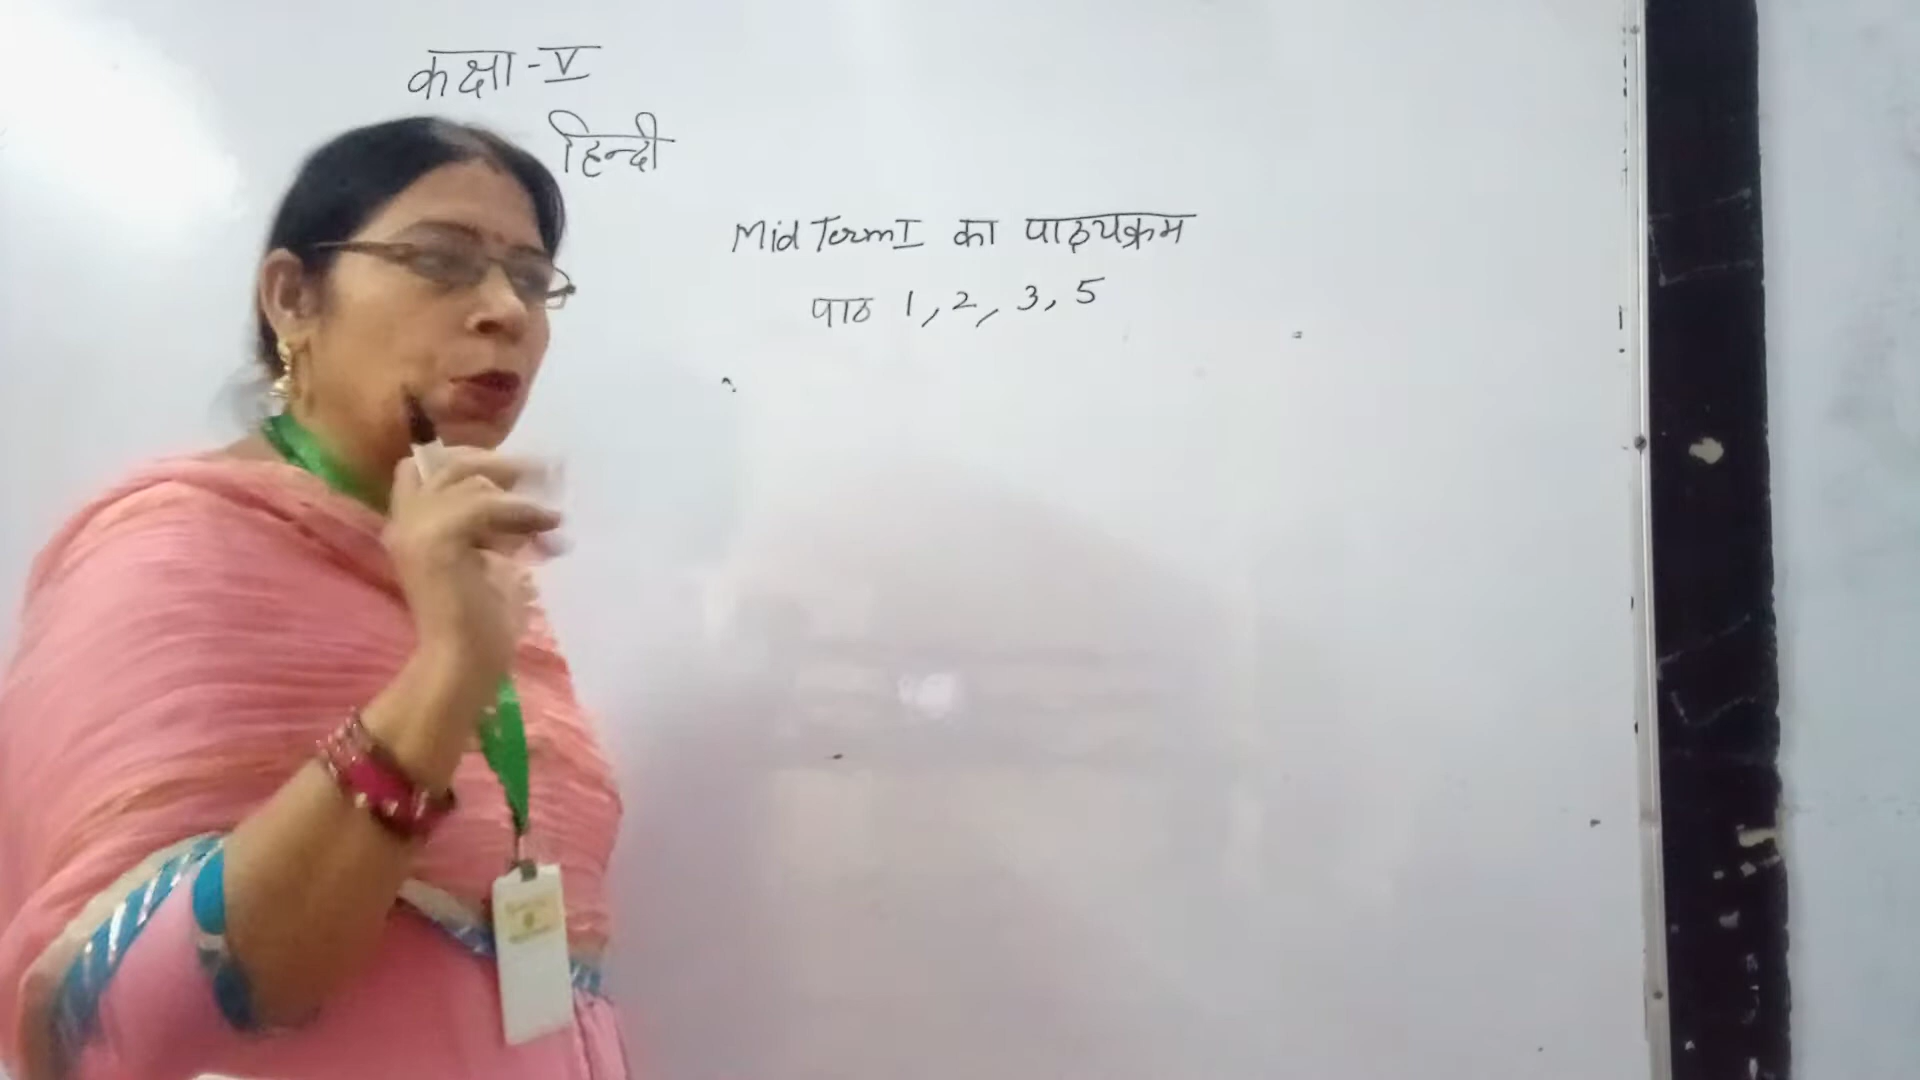 कक्षा - V
हिन्दी
Mid Term I का पाठ्यक्रम
पाठ 1, 2, 3, 5